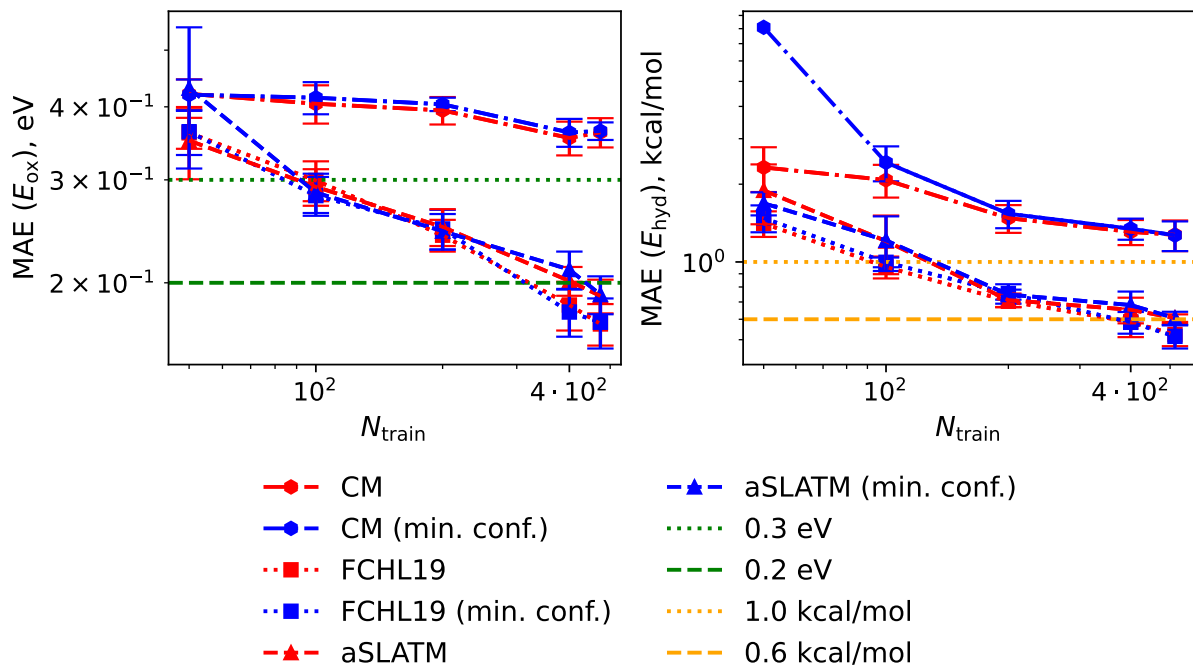 MAE (E_ox), eV
4 × 10⁻¹
3 × 10⁻¹
2 × 10⁻¹
10²
4 · 10²
N_train
MAE (E_hyd), kcal/mol
10⁰
10²
4 · 10²
N_train
CM
CM (min. conf.)
FCHL19
FCHL19 (min. conf.)
aSLATM
aSLATM (min. conf.)
0.3 eV
0.2 eV
1.0 kcal/mol
0.6 kcal/mol